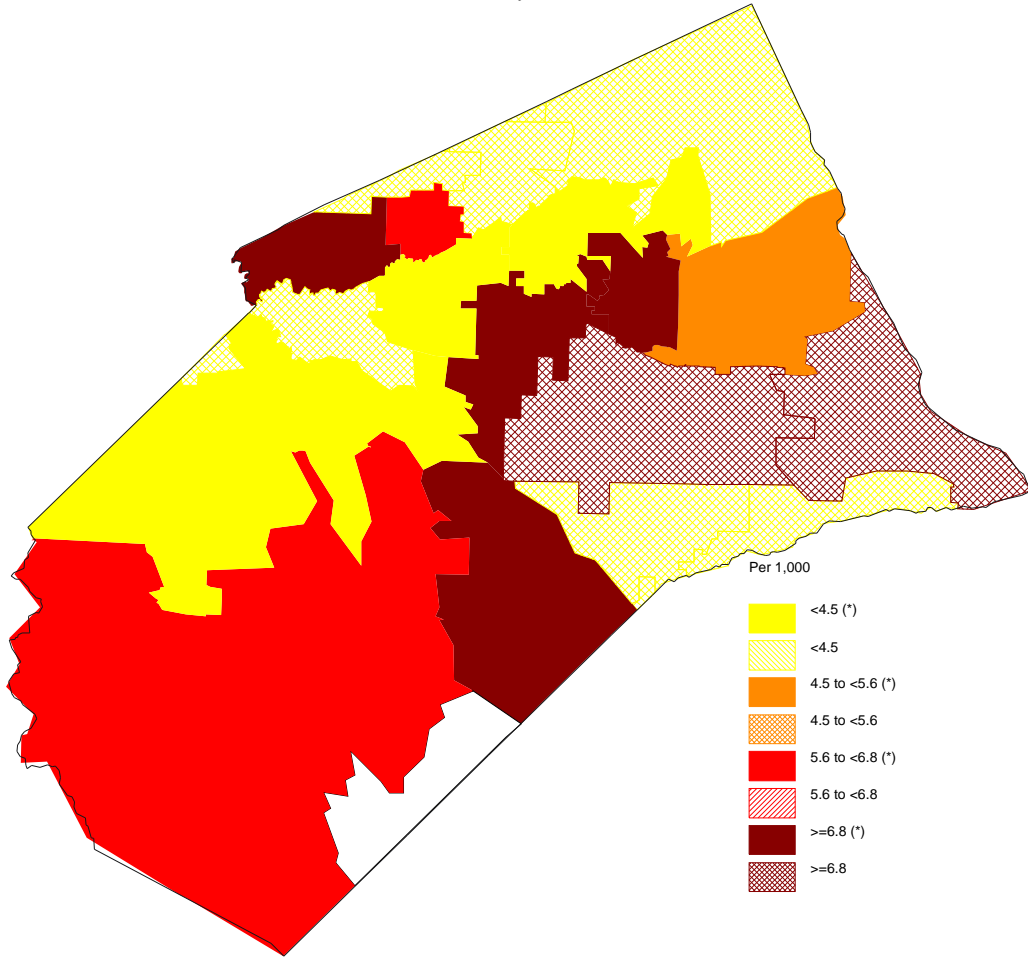 Per 1,000
<4.5 (*)
<4.5
4.5 to <5.6 (*)
4.5 to <5.6
5.6 to <6.8 (*)
5.6 to <6.8
>=6.8 (*)
>=6.8